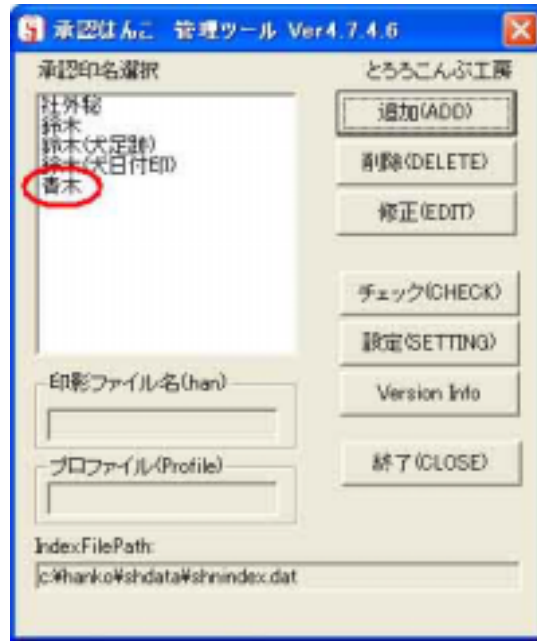 承認はんこ 管理ツール Ver4.7.4.6
承認印名選択
とろろこんぶ工房
社外秘
鈴木
鈴木(犬足跡)
鈴木(犬日付印)
青木
追加(ADD)
削除(DELETE)
修正(EDIT)
チェック(CHECK)
設定(SETTING)
Version Info
終了(CLOSE)
印影ファイル名(han)
プロファイル(Profile)
IndexFilePath:
c:¥hanko¥shdata¥shnindex.dat